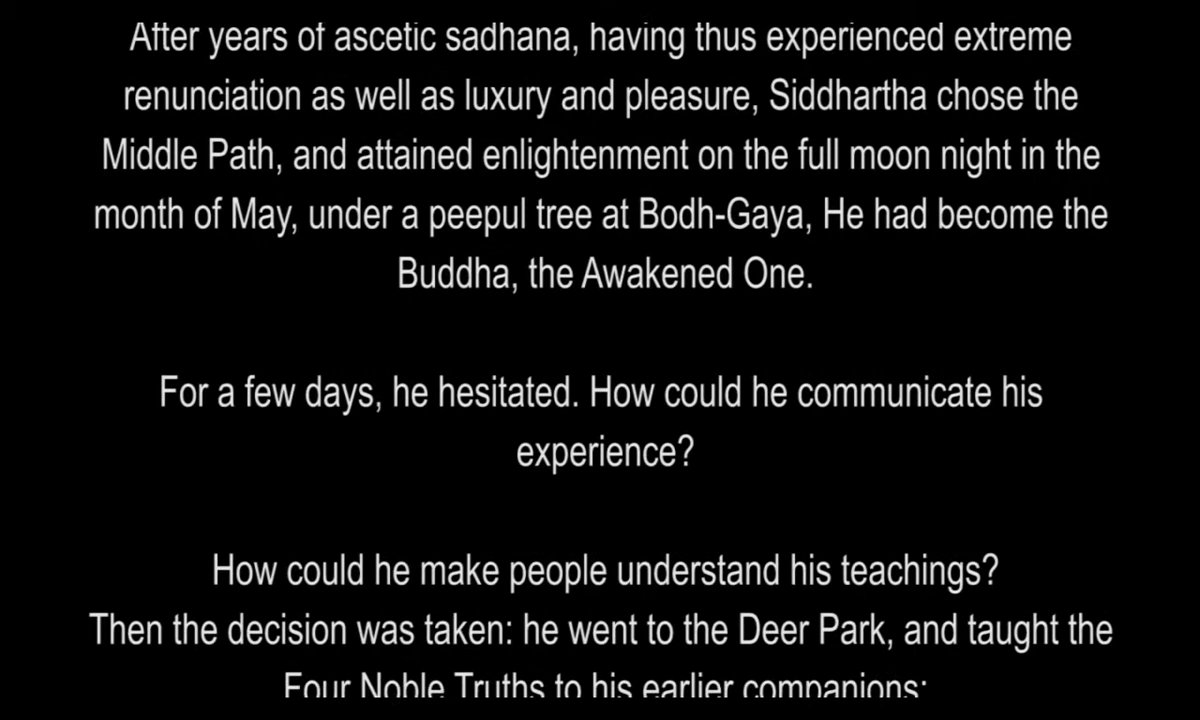 After years of ascetic sadhana, having thus experienced extreme
renunciation as well as luxury and pleasure, Siddhartha chose the
Middle Path, and attained enlightenment on the full moon night in the
month of May, under a peepul tree at Bodh-Gaya, He had become the
Buddha, the Awakened One.
For a few days, he hesitated. How could he communicate his
experience?
How could he make people understand his teachings?
Then the decision was taken: he went to the Deer Park, and taught the
Four Noble Truths to his earlier companions: